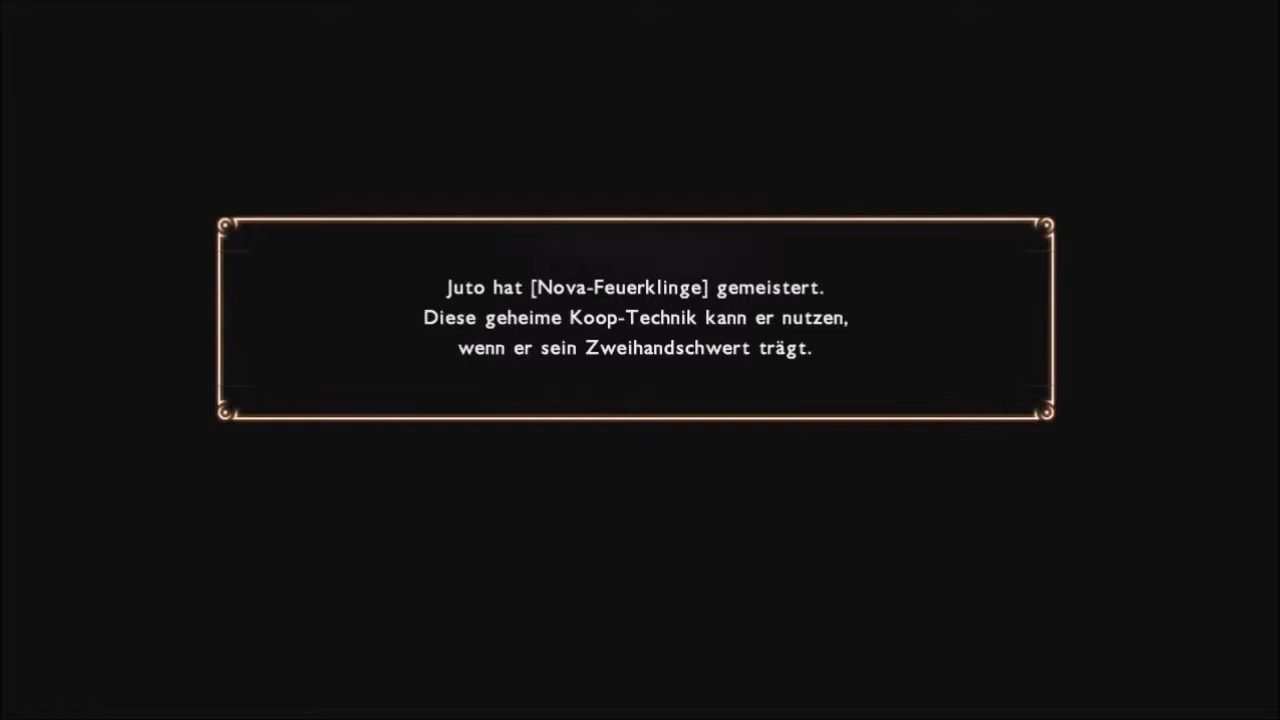 Juto hat [Nova-Feuerklinge] gemeistert.
Diese geheime Koop-Technik kann er nutzen,
wenn er sein Zweihandschwert trägt.